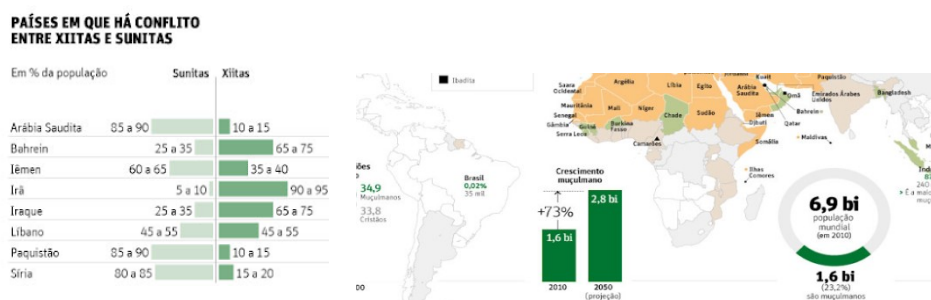 PAÍSES EM QUE HÁ CONFLITO
ENTRE XIITAS E SUNITAS
Em % da população
Sunitas Xiitas
Arábia Saudita 85 a 90 10 a 15
Bahrein 25 a 35 65 a 75
Iêmen 60 a 65 35 a 40
Irã 5 a 10 90 a 95
Iraque 25 a 35 65 a 75
Líbano 45 a 55 45 a 55
Paquistão 85 a 90 10 a 15
Síria 80 a 85 15 a 20
Ibadita
34,9
Muçulmanos
33,8
Cristãos
Brasil
0,02%
35 mil
Saara
Ocidental
Argélia
Líbia
Egito
Arábia
Saudita
Kuait
Paquistão
Omã
Emirados Árabes
Unidos
Bangladesh
Mauritânia
Mali
Niger
Senegal
Gâmbia
Serra Leoa
Burkina
Fasso
Chade
Sudão
Iêmen
Djibuti
Bahrein
Qatar
Camarões
Somália
Maldivas
Ilhas
Comores
Crescimento
muçulmano
+73%
1,6 bi
2,8 bi
2010
2050
(projeção)
6,9 bi
população
mundial
(em 2010)
1,6 bi
(23,2%)
são muçulmanos
240